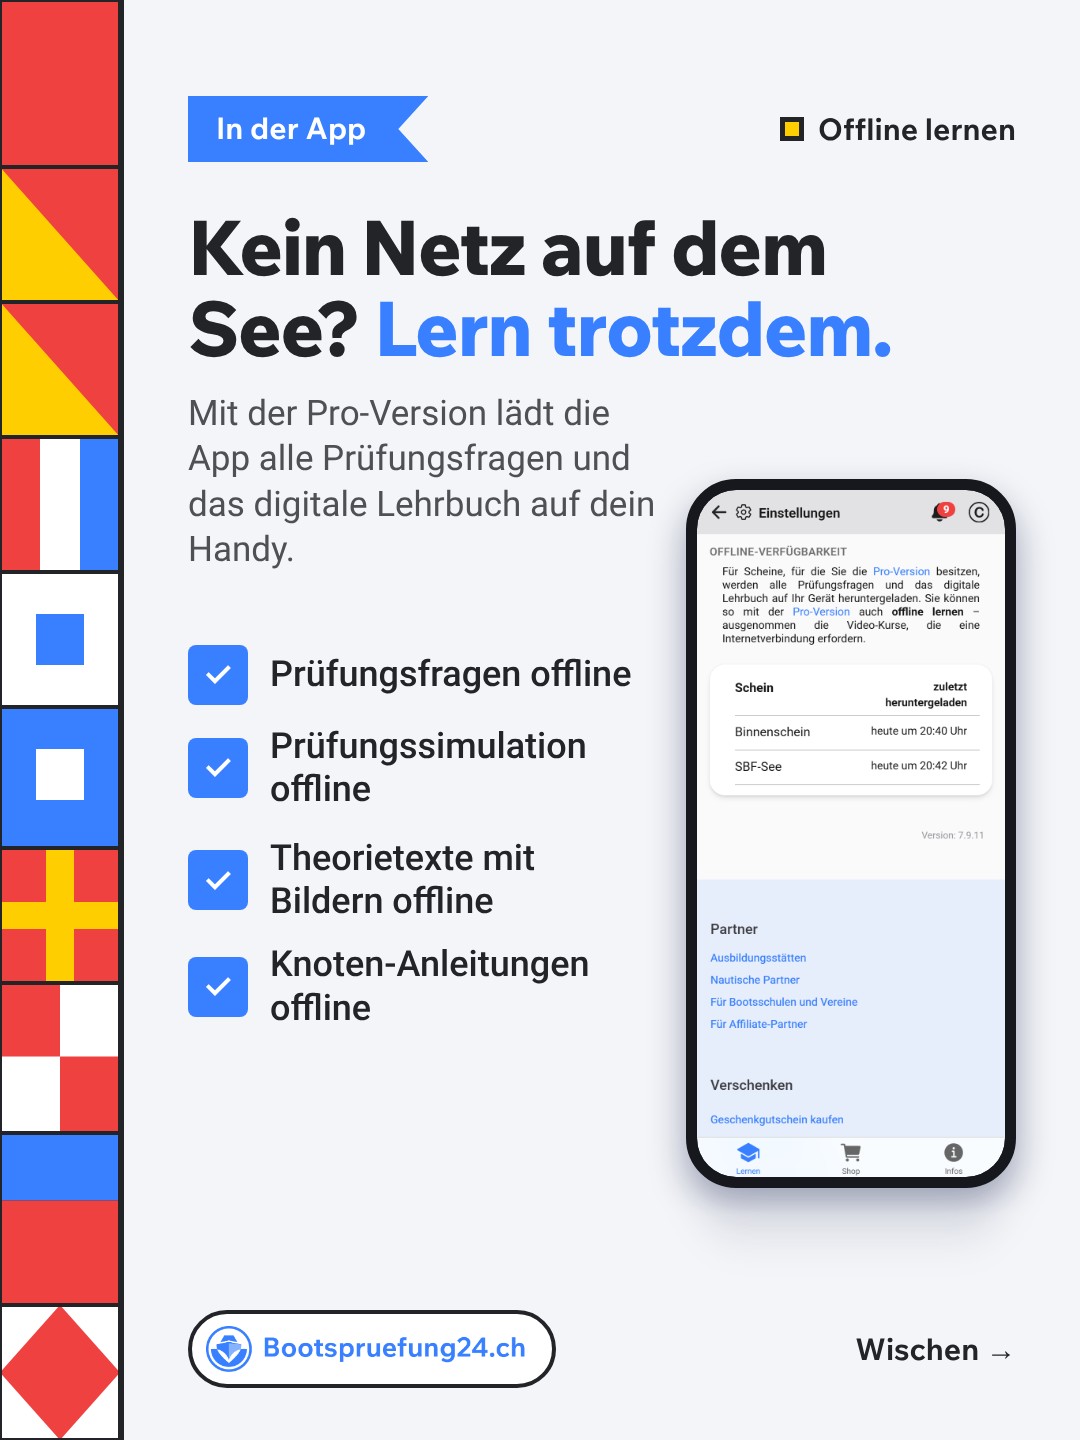 In der App
Offline lernen
Kein Netz auf dem
See? Lern trotzdem.
Mit der Pro-Version lädt die
App alle Prüfungsfragen und
das digitale Lehrbuch auf dein
Handy.
Prüfungsfragen offline
Prüfungssimulation
offline
Theorietexte mit
Bildern offline
Knoten-Anleitungen
offline
Einstellungen
9
C
OFFLINE-VERFÜGBARKEIT
Für Scheine, für die Sie die Pro-Version besitzen,
werden alle Prüfungsfragen und das digitale
Lehrbuch auf Ihr Gerät heruntergeladen. Sie können
so mit der Pro-Version auch offline lernen –
ausgenommen die Video-Kurse, die eine
Internetverbindung erfordern.
Schein zuletzt
heruntergeladen
Binnenschein heute um 20:40 Uhr
SBF-See heute um 20:42 Uhr
Version: 7.9.11
Partner
Ausbildungsstätten
Nautische Partner
Für Bootsschulen und Vereine
Für Affiliate-Partner
Verschenken
Geschenkgutschein kaufen
Lernen Shop Infos
Bootspruefung24.ch
Wischen →